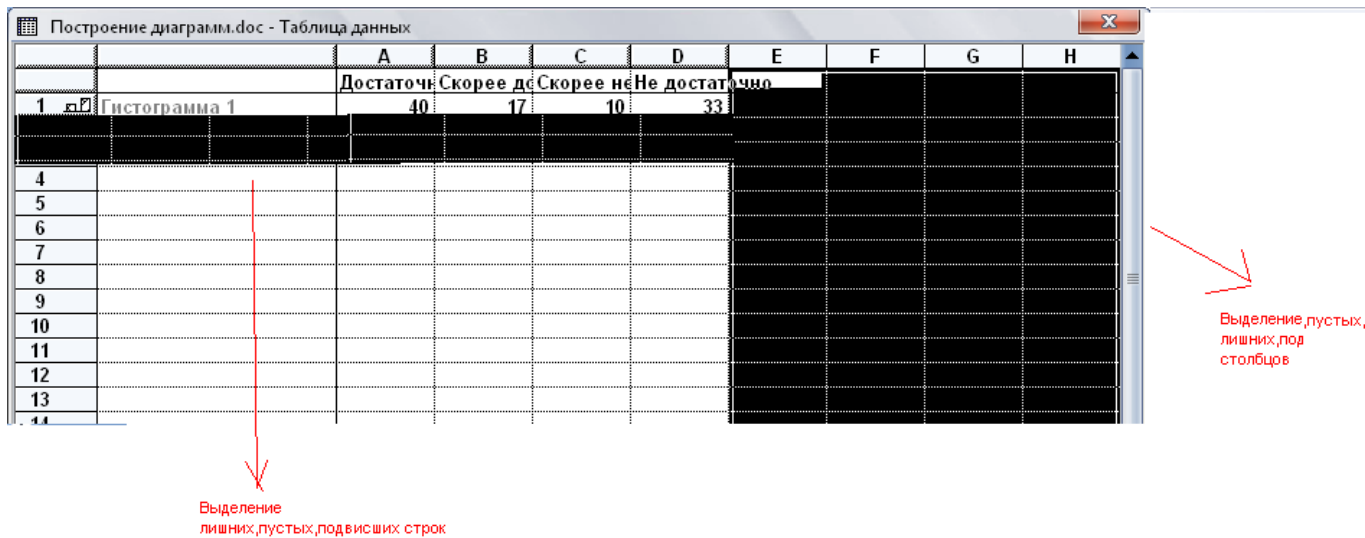 Построение диаграмм.doc - Таблица данных
A B C D E F G H
Достаточн Скорее до Скорее не Не достаточно
1 Гистограмма 1 40 17 10 33
4
5
6
7
8
9
10
11
12
13
14
Выделение,пустых,
лишних,под
столбцов
Выделение
лишних,пустых,подвисших строк